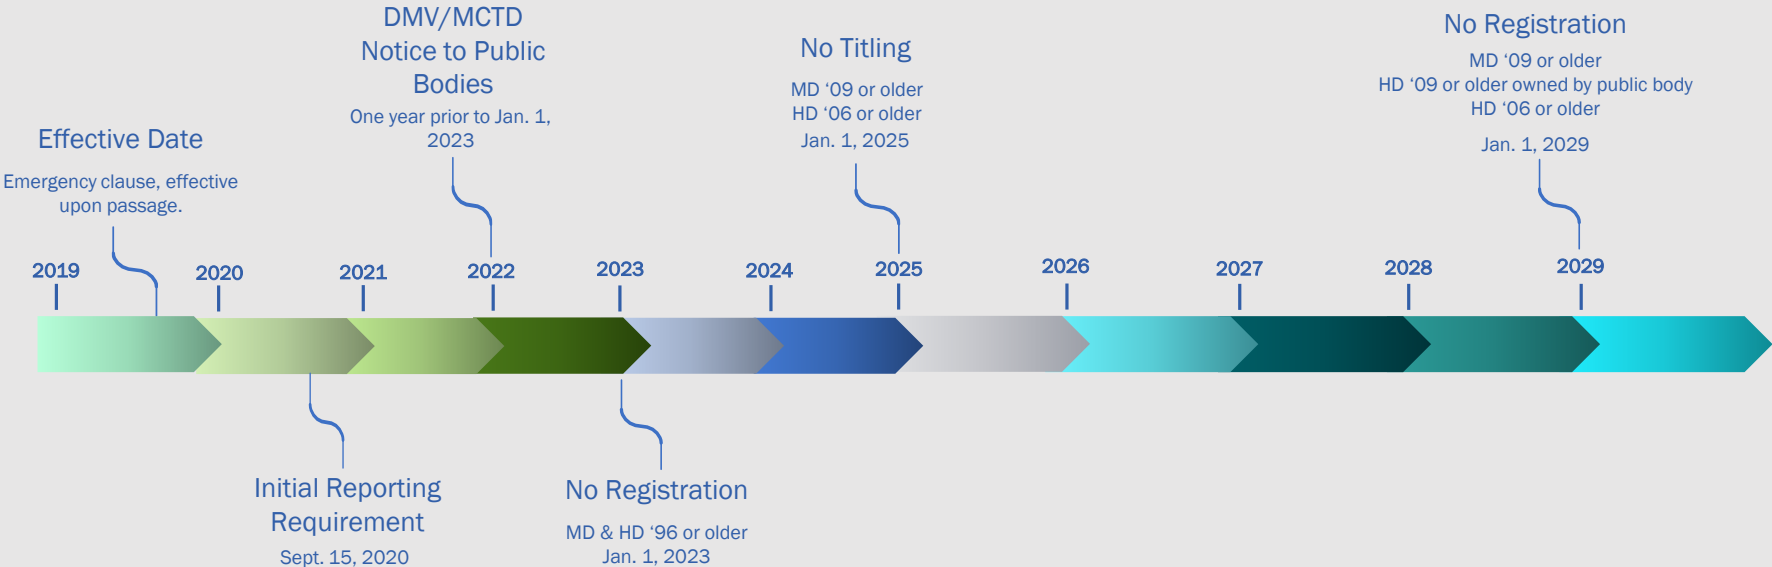 Effective Date
Emergency clause, effective
upon passage.
DMV/MCTD
Notice to Public
Bodies
One year prior to Jan. 1,
2023
No Titling
MD ‘09 or older
HD ‘06 or older
Jan. 1, 2025
No Registration
MD ‘09 or older
HD ‘09 or older owned by public body
HD ‘06 or older
Jan. 1, 2029
2019
2020
2021
2022
2023
2024
2025
2026
2027
2028
2029
Initial Reporting
Requirement
Sept. 15, 2020
No Registration
MD & HD ‘96 or older
Jan. 1, 2023